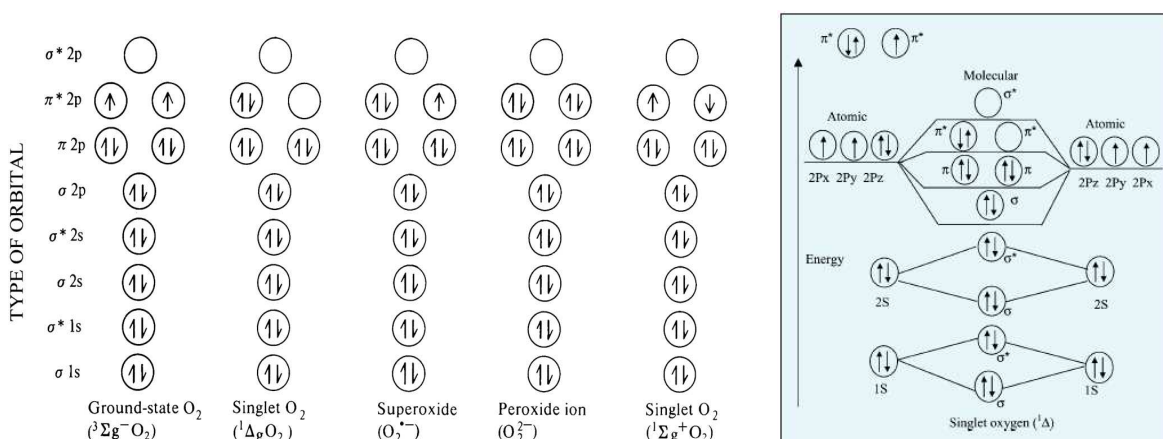 TYPE OF ORBITAL
σ* 2p
π* 2p
π 2p
σ 2p
σ* 2s
σ 2s
σ* 1s
σ 1s
Ground-state O₂
(³Σg⁻O₂)
Singlet O₂
(¹ΔgO₂)
Superoxide
(O₂•⁻)
Peroxide ion
(O₂²⁻)
Singlet O₂
(¹Σg⁺O₂)
π* π*
Molecular
σ*
Atomic
π* π*
Atomic
π π
2Px 2Py 2Pz
2Pz 2Py 2Px
σ
Energy
σ*
2S
2S
σ
σ*
1S
1S
σ
Singlet oxygen (¹Δ)